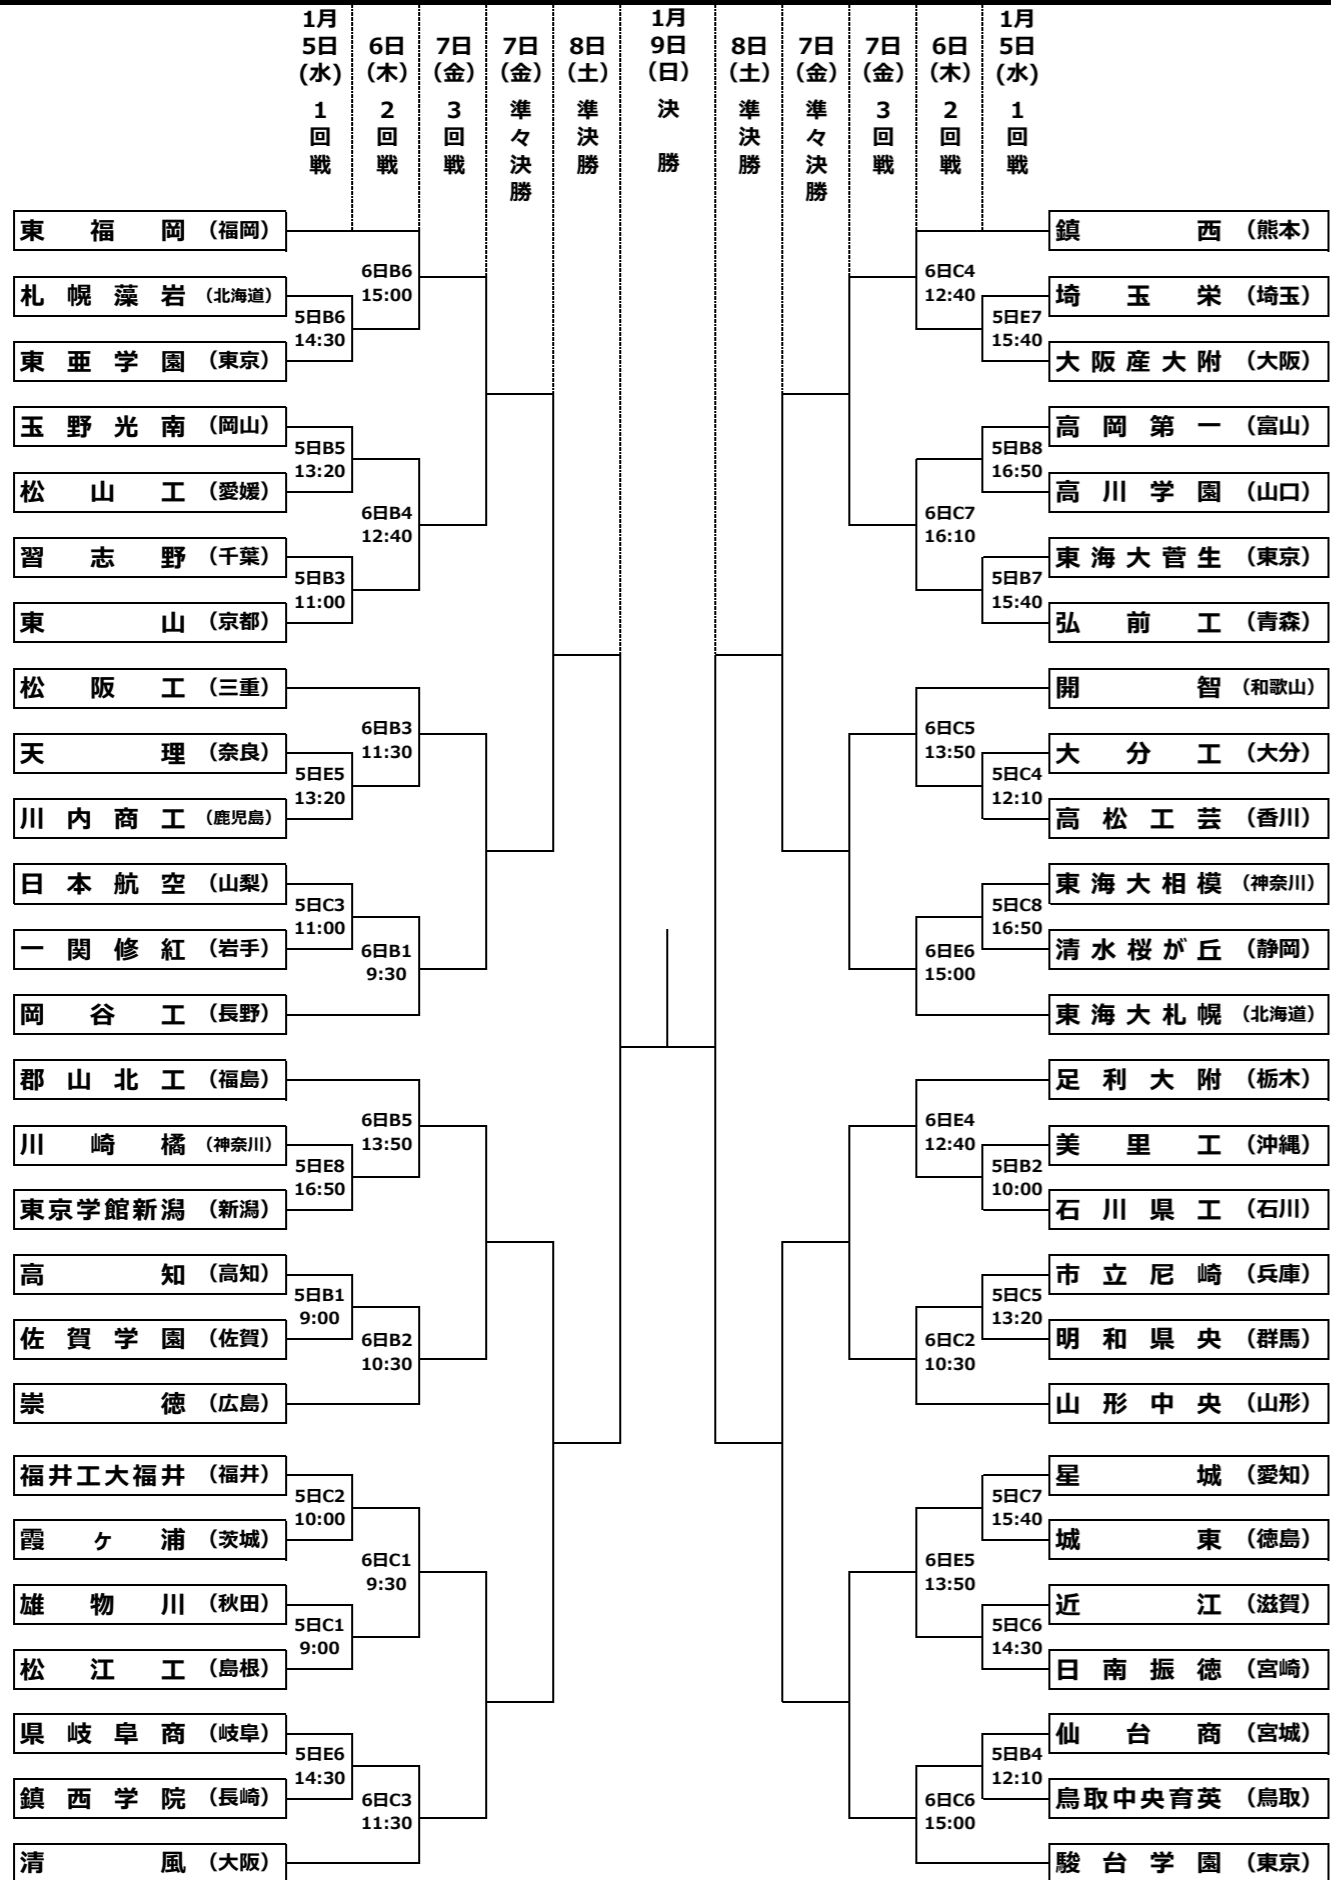 1月 5日 (水) 1回戦
6日 (木) 2回戦
7日 (金) 3回戦
7日 (金) 準々決勝
8日 (土) 準決勝
1月 9日 (日) 決勝
8日 (土) 準決勝
7日 (金) 準々決勝
7日 (金) 3回戦
6日 (木) 2回戦
1月 5日 (水) 1回戦
東福岡 (福岡)
6日B6
15:00
札幌藻岩 (北海道)
5日B6
14:30
東亜学園 (東京)
玉野光南 (岡山)
5日B5
13:20
松山工 (愛媛)
6日B4
12:40
習志野 (千葉)
5日B3
11:00
東山 (京都)
松阪工 (三重)
6日B3
11:30
天理 (奈良)
5日E5
13:20
川内商工 (鹿児島)
日本航空 (山梨)
5日C3
11:00
一関修紅 (岩手)
6日B1
9:30
岡谷工 (長野)
郡山北工 (福島)
6日B5
13:50
川崎橘 (神奈川)
5日E8
16:50
東京学館新潟 (新潟)
高知 (高知)
5日B1
9:00
佐賀学園 (佐賀)
6日B2
10:30
崇徳 (広島)
福井工大福井 (福井)
5日C2
10:00
霞ヶ浦 (茨城)
6日C1
9:30
雄物川 (秋田)
5日C1
9:00
松江工 (島根)
県岐阜商 (岐阜)
5日E6
14:30
鎮西学院 (長崎)
6日C3
11:30
清風 (大阪)
鎮西 (熊本)
6日C4
12:40
埼玉栄 (埼玉)
5日E7
15:40
大阪産大附 (大阪)
高岡第一 (富山)
5日B8
16:50
高川学園 (山口)
6日C7
16:10
東海大菅生 (東京)
5日B7
15:40
弘前工 (青森)
開智 (和歌山)
6日C5
13:50
大分工 (大分)
5日C4
12:10
高松工芸 (香川)
東海大相模 (神奈川)
5日C8
16:50
清水桜が丘 (静岡)
6日E6
15:00
東海大札幌 (北海道)
足利大附 (栃木)
6日E4
12:40
美里工 (沖縄)
5日B2
10:00
石川県工 (石川)
市立尼崎 (兵庫)
5日C5
13:20
明和県央 (群馬)
6日C2
10:30
山形中央 (山形)
星城 (愛知)
5日C7
15:40
城東 (徳島)
6日E5
13:50
近江 (滋賀)
5日C6
14:30
日南振徳 (宮崎)
仙台商 (宮城)
5日B4
12:10
鳥取中央育英 (鳥取)
6日C6
15:00
駿台学園 (東京)